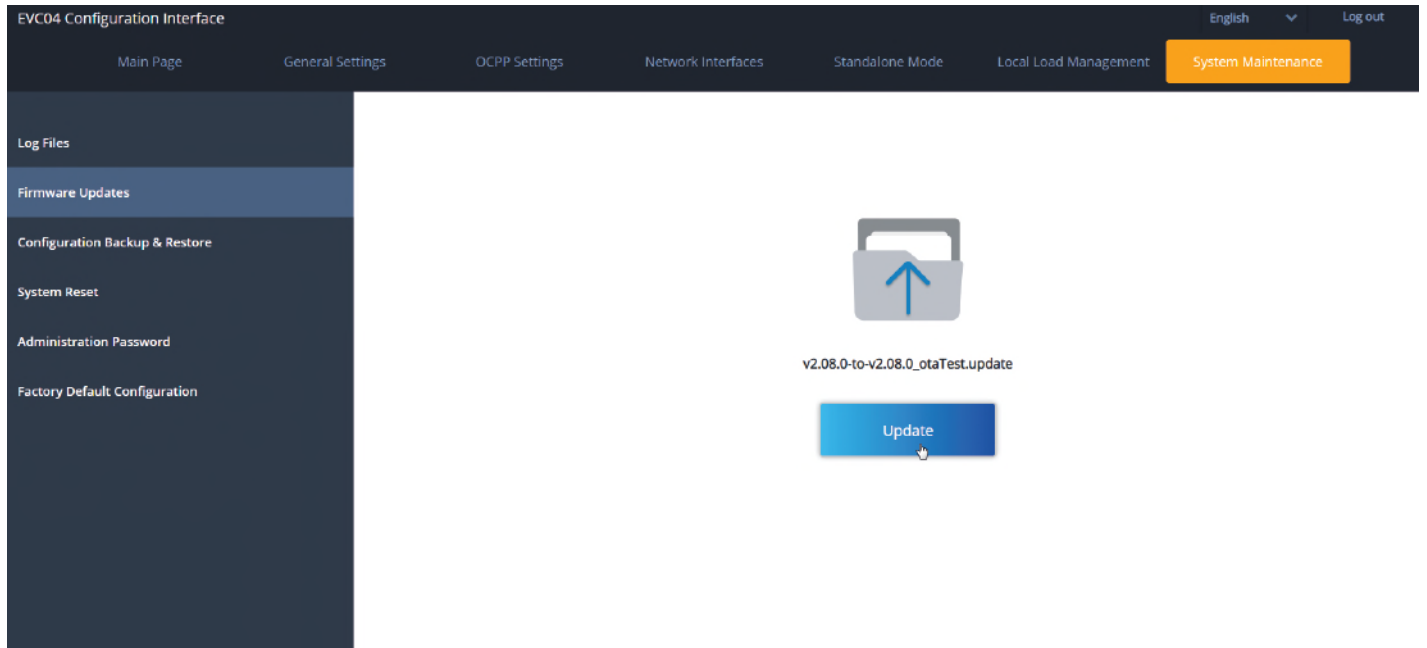 EVC04 Configuration Interface
English
Log out
Main Page
General Settings
OCPP Settings
Network Interfaces
Standalone Mode
Local Load Management
System Maintenance
Log Files
Firmware Updates
Configuration Backup & Restore
System Reset
Administration Password
Factory Default Configuration
v2.08.0-to-v2.08.0_otaTest.update
Update